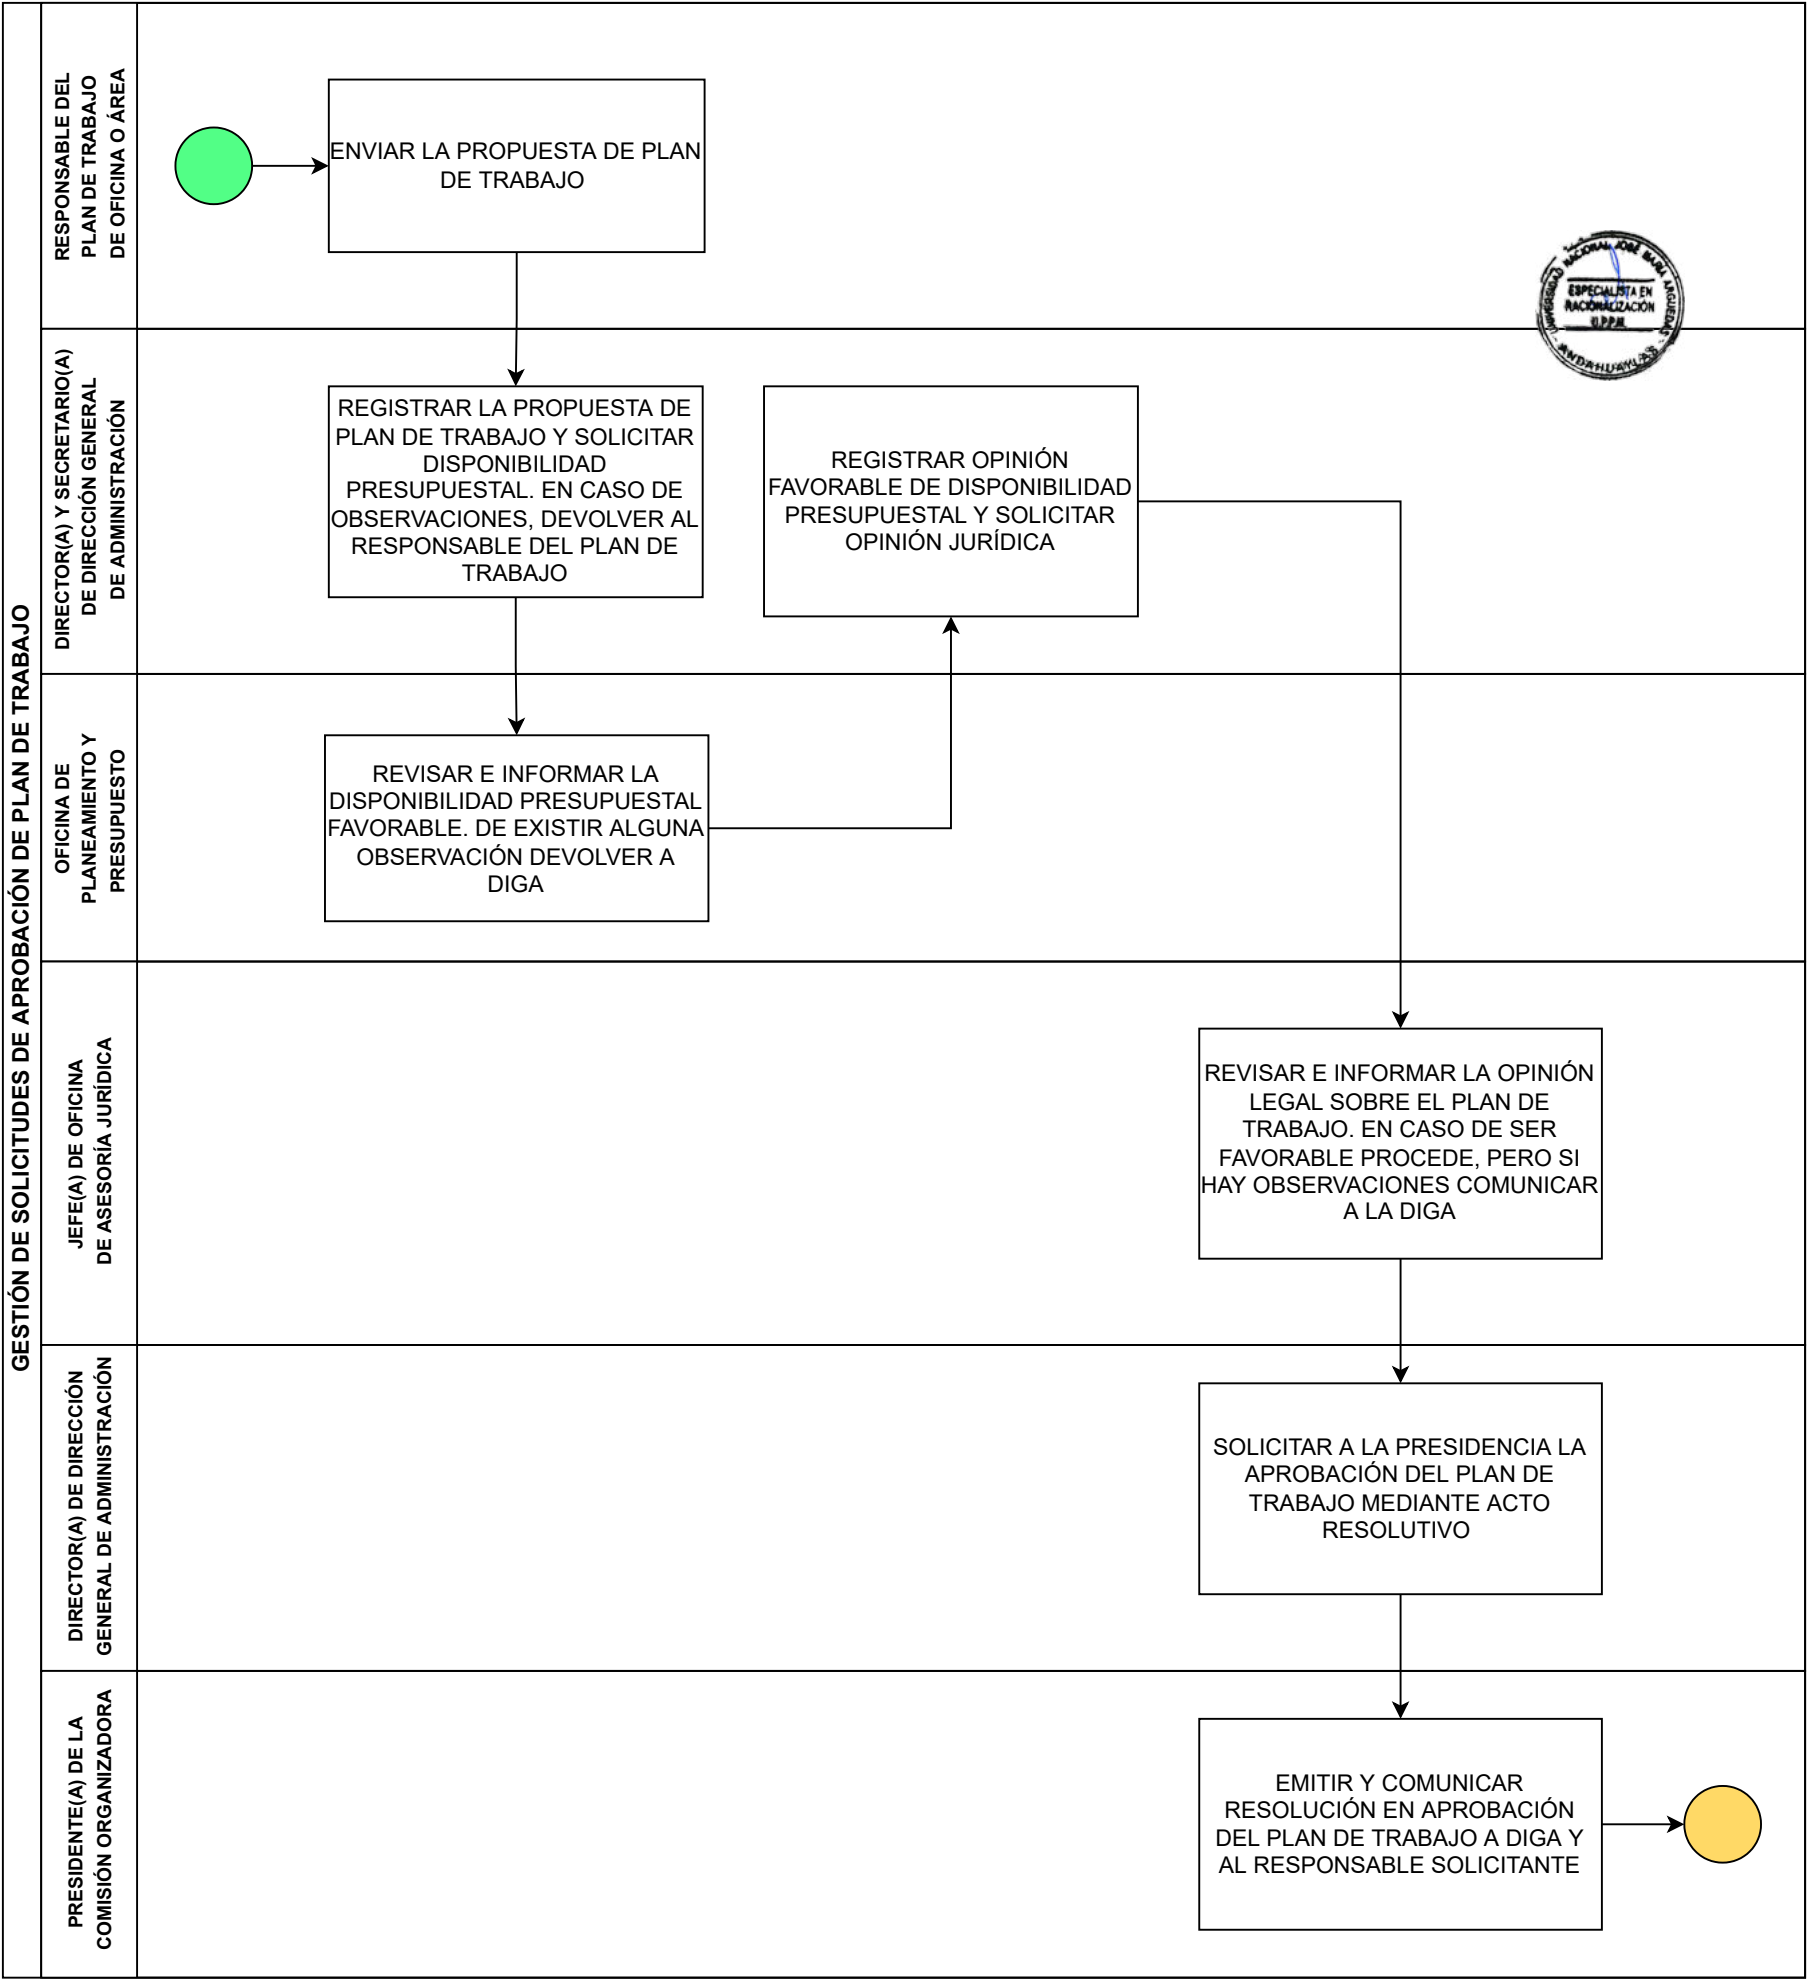 GESTIÓN DE SOLICITUDES DE APROBACIÓN DE PLAN DE TRABAJO
RESPONSABLE DEL
PLAN DE TRABAJO
DE OFICINA O ÁREA
ENVIAR LA PROPUESTA DE PLAN
DE TRABAJO
UNIVERSIDAD NACIONAL JOSÉ MARÍA ARGUEDAS
ESPECIALISTA EN
RACIONALIZACIÓN
U.P.P.M.
- ANDAHUAYLAS -
DIRECTOR(A) Y SECRETARIO(A)
DE DIRECCIÓN GENERAL
DE ADMINISTRACIÓN
REGISTRAR LA PROPUESTA DE
PLAN DE TRABAJO Y SOLICITAR
DISPONIBILIDAD
PRESUPUESTAL. EN CASO DE
OBSERVACIONES, DEVOLVER AL
RESPONSABLE DEL PLAN DE
TRABAJO
REGISTRAR OPINIÓN
FAVORABLE DE DISPONIBILIDAD
PRESUPUESTAL Y SOLICITAR
OPINIÓN JURÍDICA
OFICINA DE
PLANEAMIENTO Y
PRESUPUESTO
REVISAR E INFORMAR LA
DISPONIBILIDAD PRESUPUESTAL
FAVORABLE. DE EXISTIR ALGUNA
OBSERVACIÓN DEVOLVER A
DIGA
JEFE(A) DE OFICINA
DE ASESORÍA JURÍDICA
REVISAR E INFORMAR LA OPINIÓN
LEGAL SOBRE EL PLAN DE
TRABAJO. EN CASO DE SER
FAVORABLE PROCEDE, PERO SI
HAY OBSERVACIONES COMUNICAR
A LA DIGA
DIRECTOR(A) DE DIRECCIÓN
GENERAL DE ADMINISTRACIÓN
SOLICITAR A LA PRESIDENCIA LA
APROBACIÓN DEL PLAN DE
TRABAJO MEDIANTE ACTO
RESOLUTIVO
PRESIDENTE(A) DE LA
COMISIÓN ORGANIZADORA
EMITIR Y COMUNICAR
RESOLUCIÓN EN APROBACIÓN
DEL PLAN DE TRABAJO A DIGA Y
AL RESPONSABLE SOLICITANTE